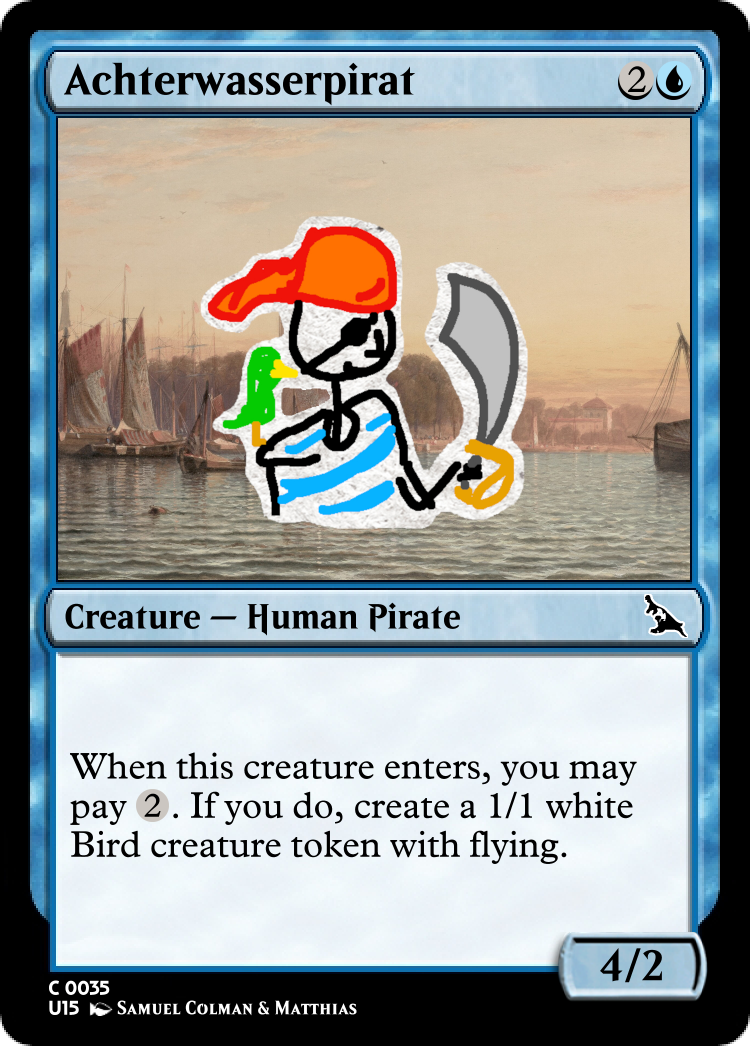 Achterwasserpirat 2
Creature — Human Pirate
When this creature enters, you may
pay 2. If you do, create a 1/1 white
Bird creature token with flying.
4/2
C 0035
U15 Samuel Colman & Matthias